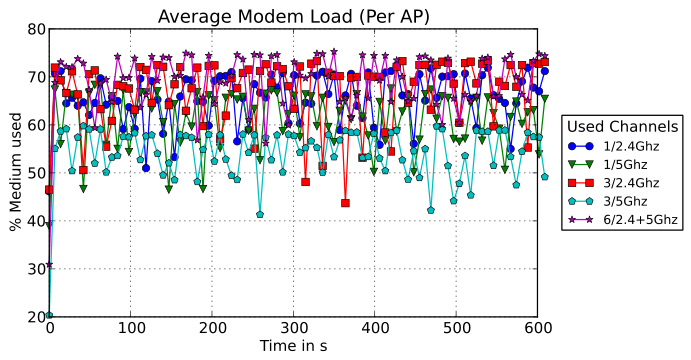 Average Modem Load (Per AP)
80
70
60
50
40
30
20
% Medium used
0
100
200
300
400
500
600
Time in s
Used Channels
1/2.4Ghz
1/5Ghz
3/2.4Ghz
3/5Ghz
6/2.4+5Ghz